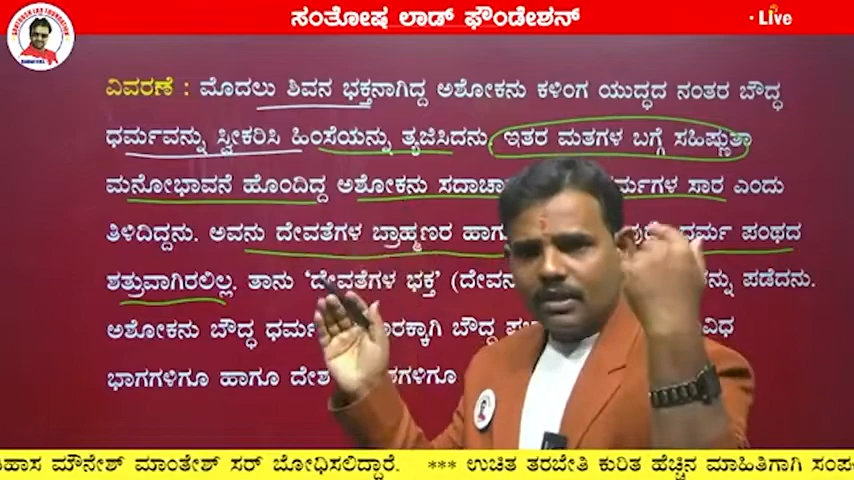 ಸಂತೋಷ ಲಾಡ್ ಫೌಂಡೇಶನ್
Live
ವಿವರಣೆ : ಮೊದಲು ಶಿವನ ಭಕ್ತನಾಗಿದ್ದ ಅಶೋಕನು ಕಳಿಂಗ ಯುದ್ಧದ ನಂತರ ಬೌದ್ಧ
ಧರ್ಮವನ್ನು ಸ್ವೀಕರಿಸಿ ಹಿಂಸೆಯನ್ನು ತ್ಯಜಿಸಿದನು. ಇತರ ಮತಗಳ ಬಗ್ಗೆ ಸಹಿಷ್ಣುತಾ
ಮನೋಭಾವನೆ ಹೊಂದಿದ್ದ ಅಶೋಕನು ಸದಾಚಾ ಸಾರ ಎಂದು
ತಿಳಿದಿದ್ದನು. ಅವನು ದೇವತೆಗಳ ಬ್ರಾಹ್ಮಣರ ಹಾಗ ಧರ್ಮ ಪಂಥದ
ಶತ್ರುವಾಗಿರಲಿಲ್ಲ. ತಾನು ‘ದೇವತೆಗಳ ಭಕ್ತ’ (ದೇವನ ಪಡೆದನು.
ಅಶೋಕನು ಬೌದ್ಧ ಧರ್ಮ ಬೌದ್ಧ
ಭಾಗಗಳಿಗೂ ಹಾಗೂ ದೇಶ ಗಳಿಗೂ
ಮೌನೇಶ್ ಮಾಂತೇಶ್ ಸರ್ ಬೋಧಿಸಲಿದ್ದಾರೆ. *** ಉಚಿತ ತರಬೇತಿ ಕುರಿತ ಹೆಚ್ಚಿನ ಮಾಹಿತಿಗಾಗಿ ಸಂಪ